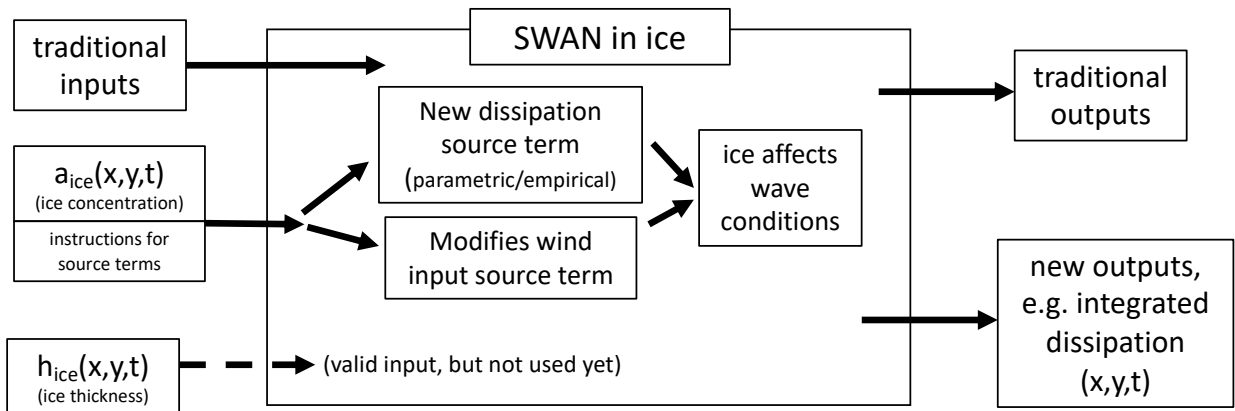 SWAN in ice
traditional
inputs
a_ice(x,y,t)
(ice concentration)
instructions for
source terms
h_ice(x,y,t)
(ice thickness)
New dissipation
source term
(parametric/empirical)
Modifies wind
input source term
(valid input, but not used yet)
ice affects
wave
conditions
traditional
outputs
new outputs,
e.g. integrated
dissipation
(x,y,t)